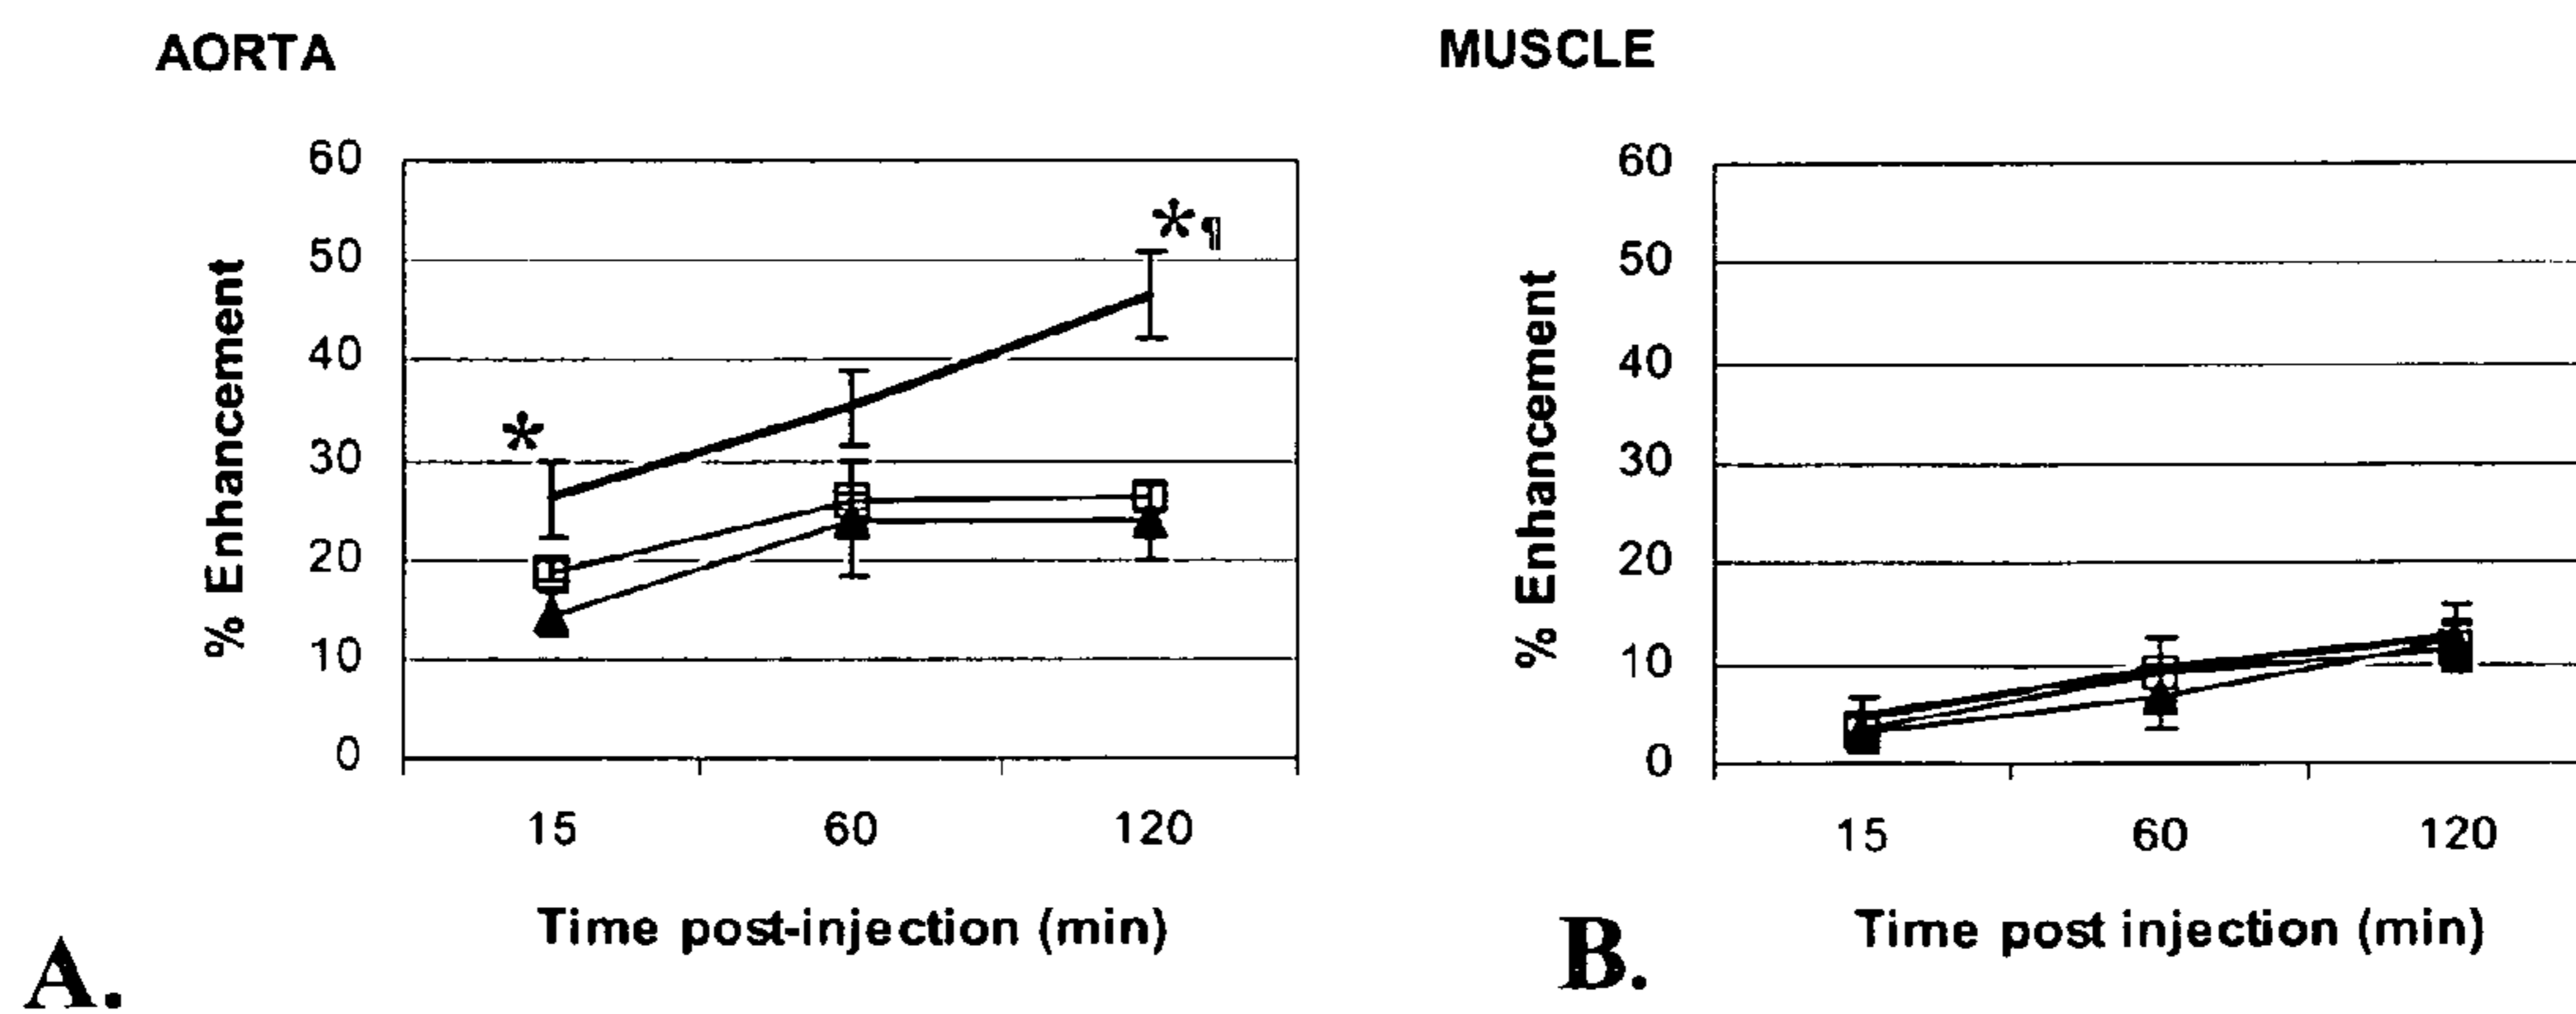 AORTA
% Enhancement
60
50
40
30
20
10
0
*
*¶
15 60 120
Time post-injection (min)
A.
MUSCLE
% Enhancement
60
50
40
30
20
10
0
15 60 120
Time post injection (min)
B.